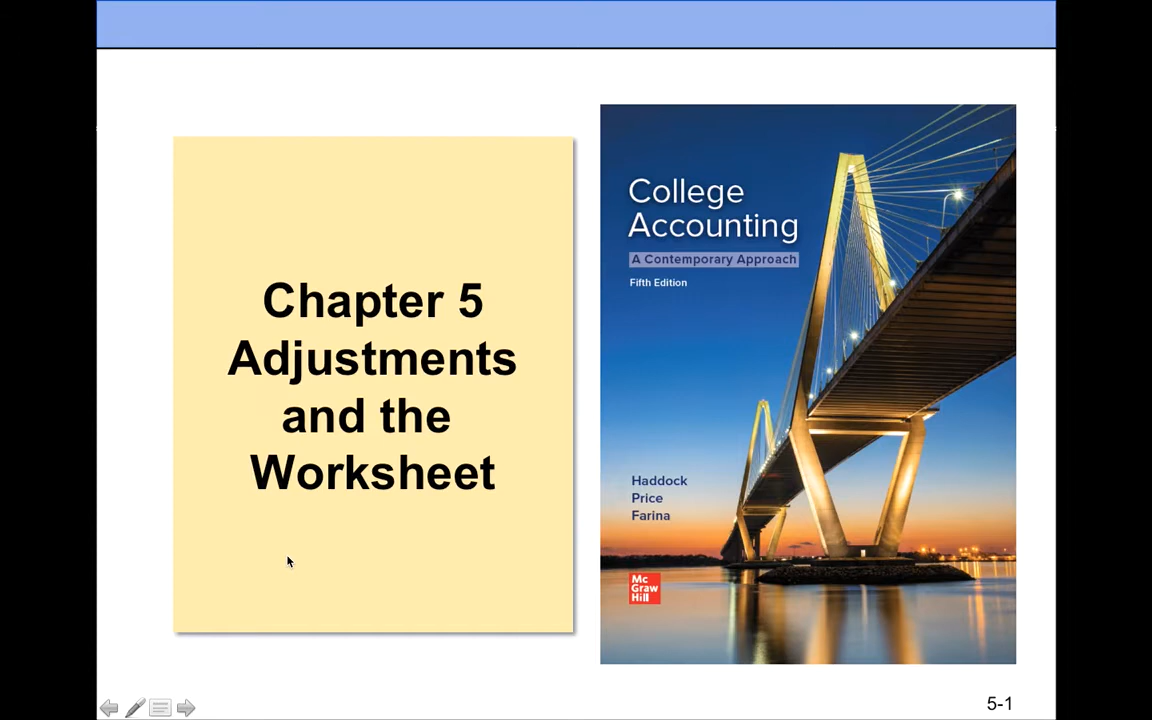 Chapter 5
Adjustments
and the
Worksheet
College
Accounting
A Contemporary Approach
Fifth Edition
Haddock
Price
Farina
Mc
Graw
Hill
5-1